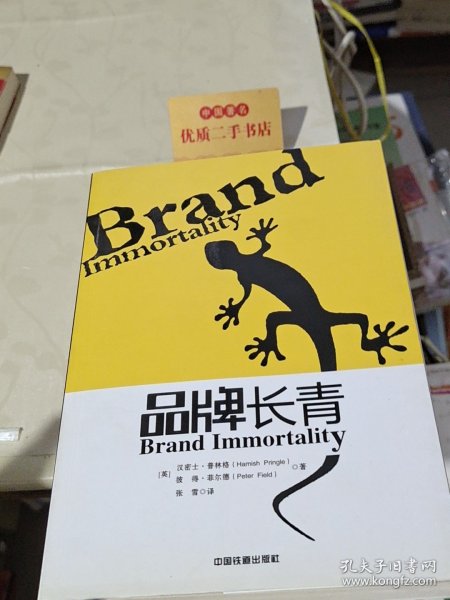 中国著名
优质二手书店
Brand
Immortality
品牌长青
Brand Immortality
[英]
汉密士·普林格(Hamish Pringle)
彼得·菲尔德(Peter Field)
◎著
张雪◎译
中国铁道出版社
孔夫子旧书网
www.kongfz.com